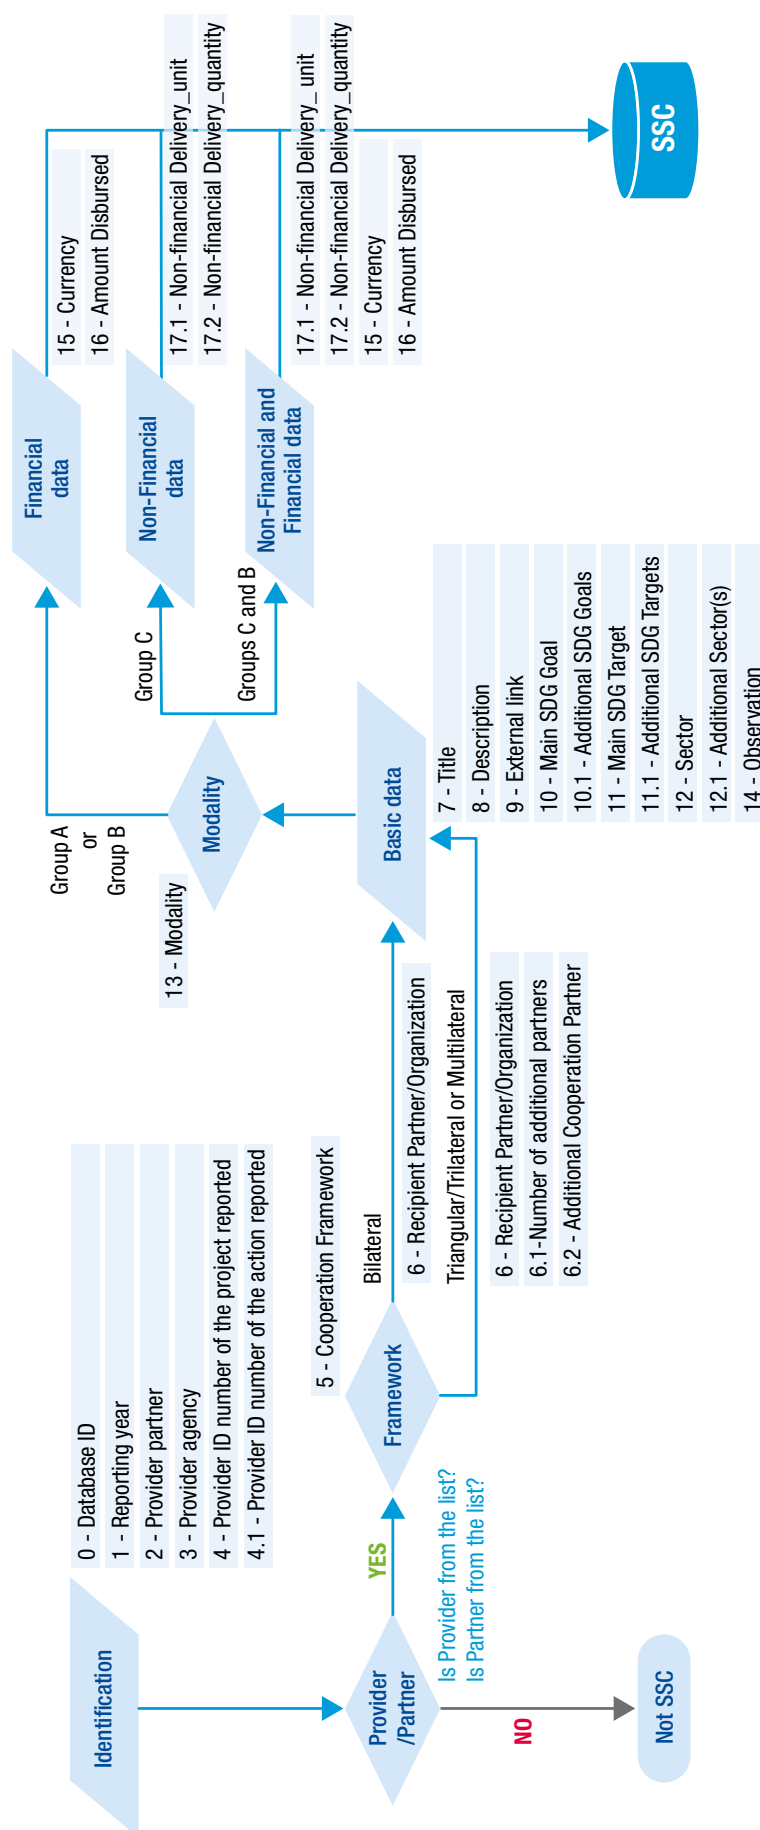 Identification
0 - Database ID
1 - Reporting year
2 - Provider partner
3 - Provider agency
4 - Provider ID number of the project reported
4.1 - Provider ID number of the action reported
Provider
/Partner
YES
Is Provider from the list?
Is Partner from the list?
NO
Not SSC
Framework
5 - Cooperation Framework
Bilateral
6 - Recipient Partner/Organization
Triangular/Trilateral or Multilateral
6 - Recipient Partner/Organization
6.1-Number of additional partners
6.2 - Additional Cooperation Partner
Basic data
7 - Title
8 - Description
9 - External link
10 - Main SDG Goal
10.1 - Additional SDG Goals
11 - Main SDG Target
11.1 - Additional SDG Targets
12 - Sector
12.1 - Additional Sector(s)
14 - Observation
Modality
13 - Modality
Group A
or
Group B
Group C
Groups C and B
Financial
data
15 - Currency
16 - Amount Disbursed
Non-Financial
data
17.1 - Non-financial Delivery_unit
17.2 - Non-financial Delivery_quantity
Non-Financial and
Financial data
17.1 - Non-financial Delivery_ unit
17.2 - Non-financial Delivery_quantity
15 - Currency
16 - Amount Disbursed
SSC